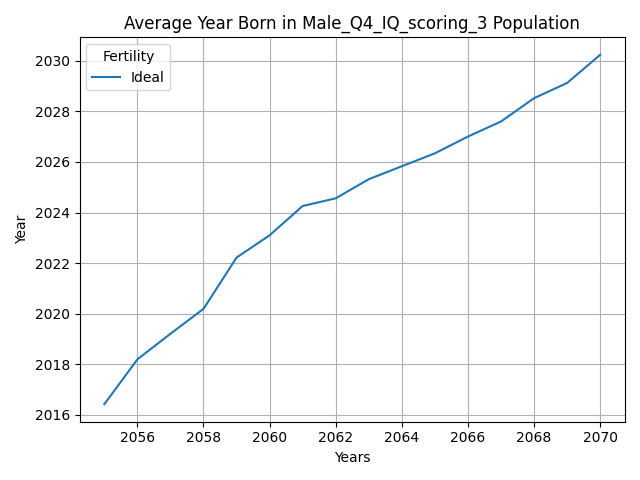 Average Year Born in Male_Q4_IQ_scoring_3 Population
Fertility
Ideal
Year
2030
2028
2026
2024
2022
2020
2018
2016
2056 2058 2060 2062 2064 2066 2068 2070
Years